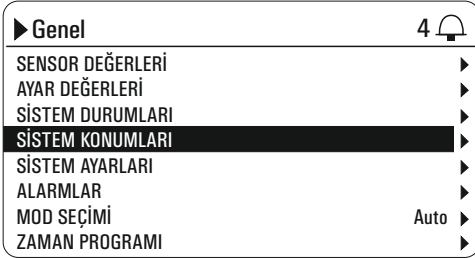 Genel 4
SENSOR DEĞERLERİ
AYAR DEĞERLERİ
SİSTEM DURUMLARI
SİSTEM KONUMLARI
SİSTEM AYARLARI
ALARMLAR
MOD SEÇİMİ Auto
ZAMAN PROGRAMI